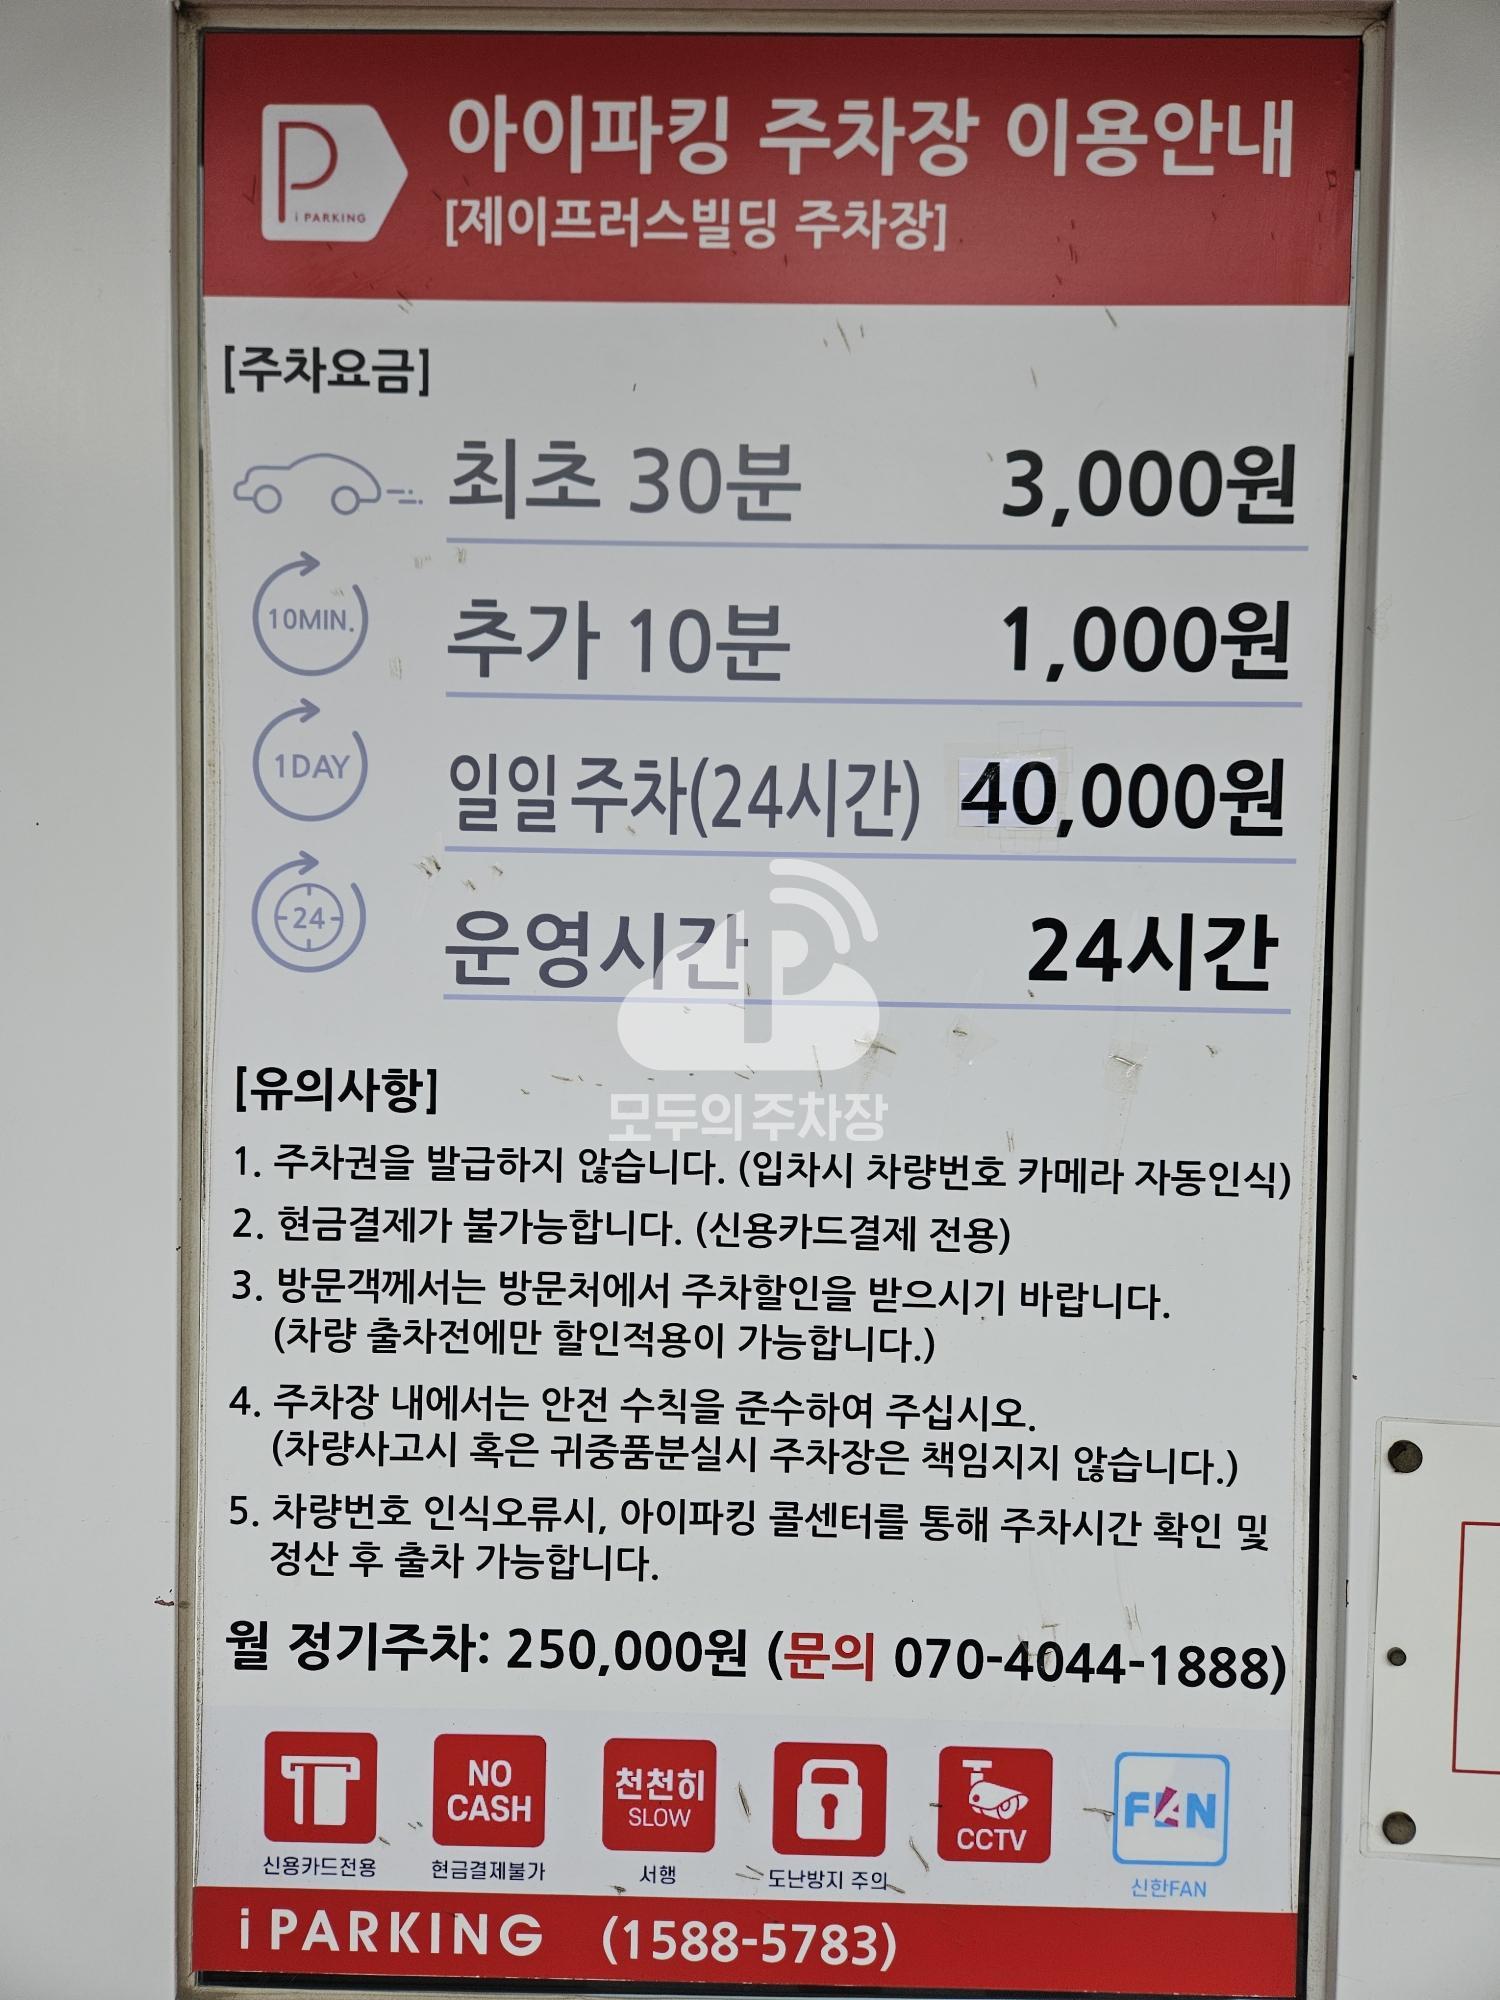 P
i PARKING
아이파킹 주차장 이용안내
[제이프러스빌딩 주차장]
[주차요금]
최초 30분 3,000원
10MIN. 추가 10분 1,000원
1DAY 일일주차(24시간) 40,000원
24 운영시간 24시간
P
모두의주차장
[유의사항]
1. 주차권을 발급하지 않습니다. (입차시 차량번호 카메라 자동인식)
2. 현금결제가 불가능합니다. (신용카드결제 전용)
3. 방문객께서는 방문처에서 주차할인을 받으시기 바랍니다.
(차량 출차전에만 할인적용이 가능합니다.)
4. 주차장 내에서는 안전 수칙을 준수하여 주십시오.
(차량사고시 혹은 귀중품분실시 주차장은 책임지지 않습니다.)
5. 차량번호 인식오류시, 아이파킹 콜센터를 통해 주차시간 확인 및
정산 후 출차 가능합니다.
월 정기주차: 250,000원 (문의 070-4044-1888)
신용카드전용
NO
CASH
현금결제불가
천천히
SLOW
서행
도난방지 주의
CCTV
FAN
신한FAN
i PARKING (1588-5783)